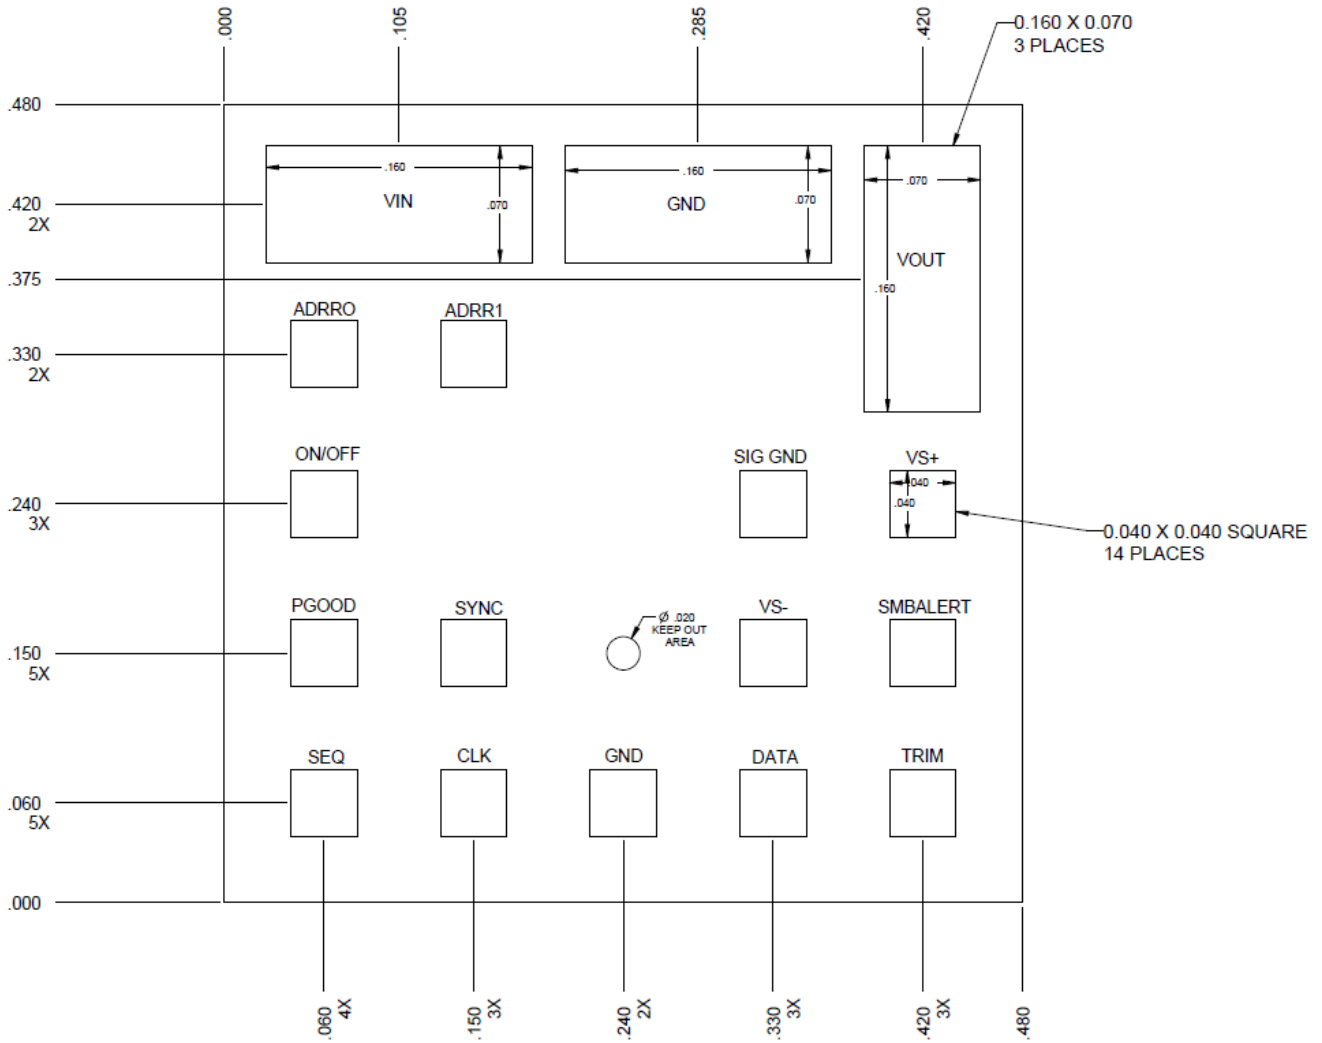 .000
.105
.285
.420
0.160 X 0.070
3 PLACES
.480
.160
.160
.070
VIN
.070
GND
.070
.420
2X
VOUT
.375
.160
ADRRO
ADRR1
.330
2X
ON/OFF
SIG GND
VS+
.040
.040
.240
3X
0.040 X 0.040 SQUARE
14 PLACES
PGOOD
SYNC
Ø .020
KEEP OUT
AREA
VS-
SMBALERT
.150
5X
SEQ
CLK
GND
DATA
TRIM
.060
5X
.000
.060 4X
.150 3X
.240 2X
.330 3X
.420 3X
.480